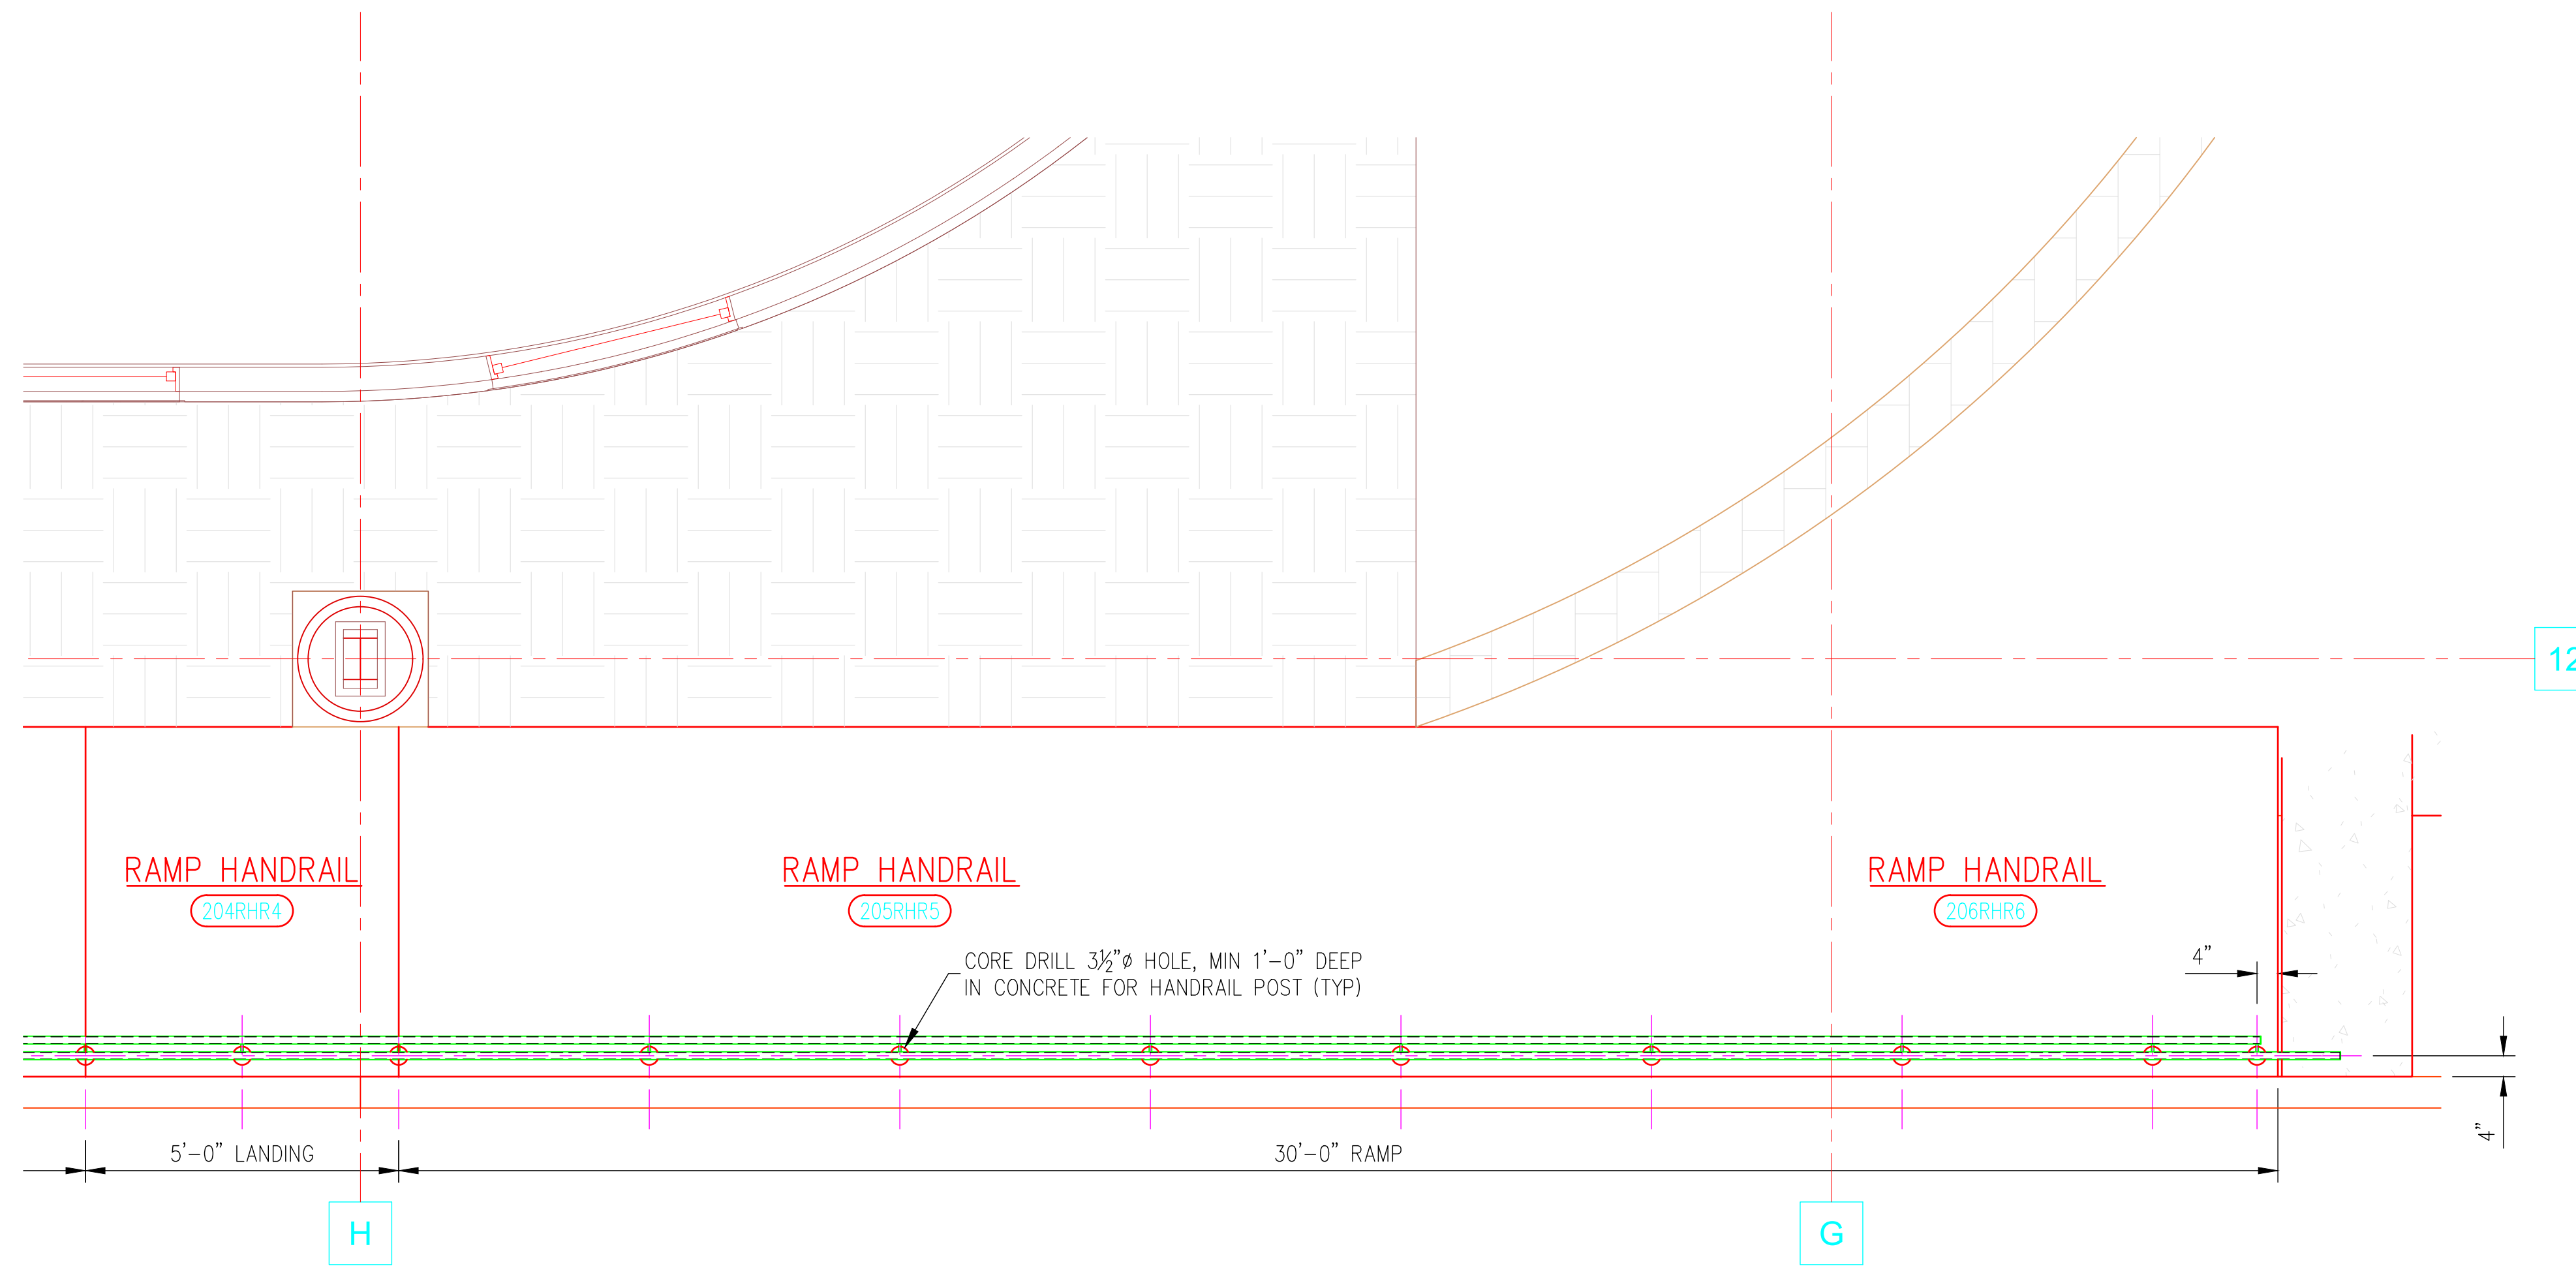 12
RAMP HANDRAIL
204RHR4
RAMP HANDRAIL
205RHR5
RAMP HANDRAIL
206RHR6
CORE DRILL 3½"ø HOLE, MIN 1'-0" DEEP
IN CONCRETE FOR HANDRAIL POST (TYP)
4"
4"
5'-0" LANDING
30'-0" RAMP
H
G